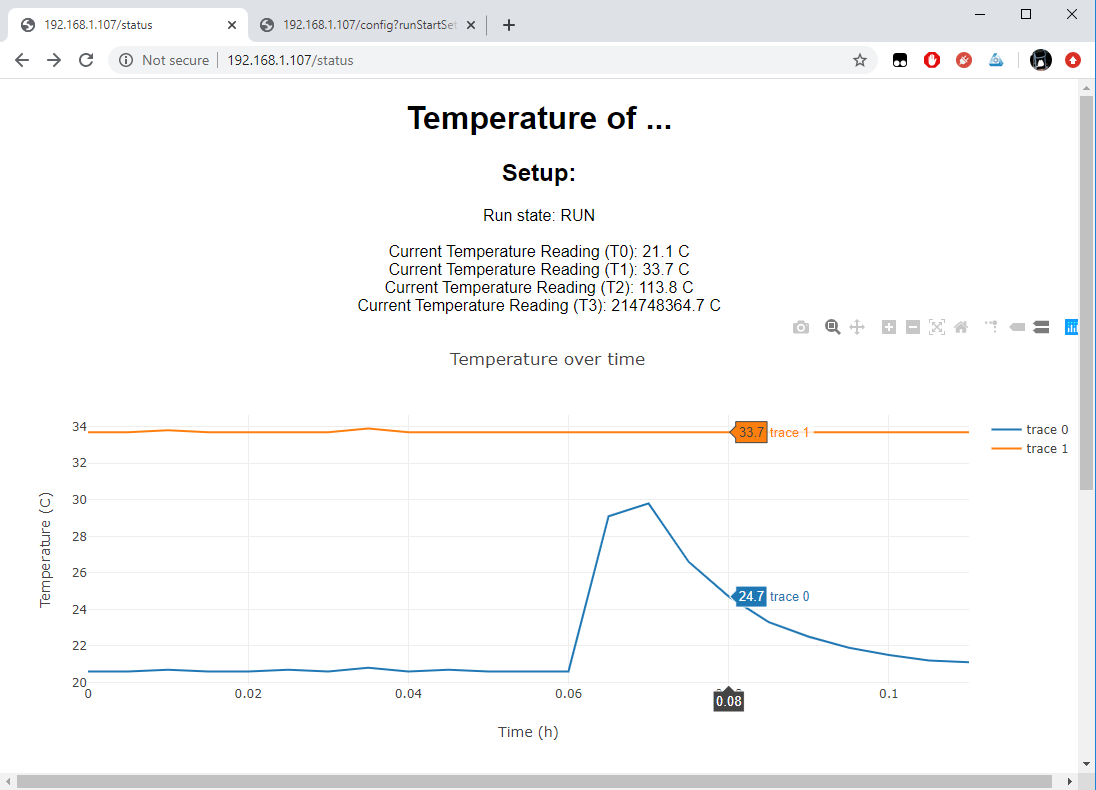 192.168.1.107/status
192.168.1.107/config?runStartSet
Not secure
192.168.1.107/status
Temperature of ...
Setup:
Run state: RUN
Current Temperature Reading (T0): 21.1 C
Current Temperature Reading (T1): 33.7 C
Current Temperature Reading (T2): 113.8 C
Current Temperature Reading (T3): 214748364.7 C
Temperature over time
34
32
30
28
26
24
22
20
Temperature (C)
33.7 trace 1
24.7 trace 0
trace 0
trace 1
0 0.02 0.04 0.06 0.08 0.1
Time (h)